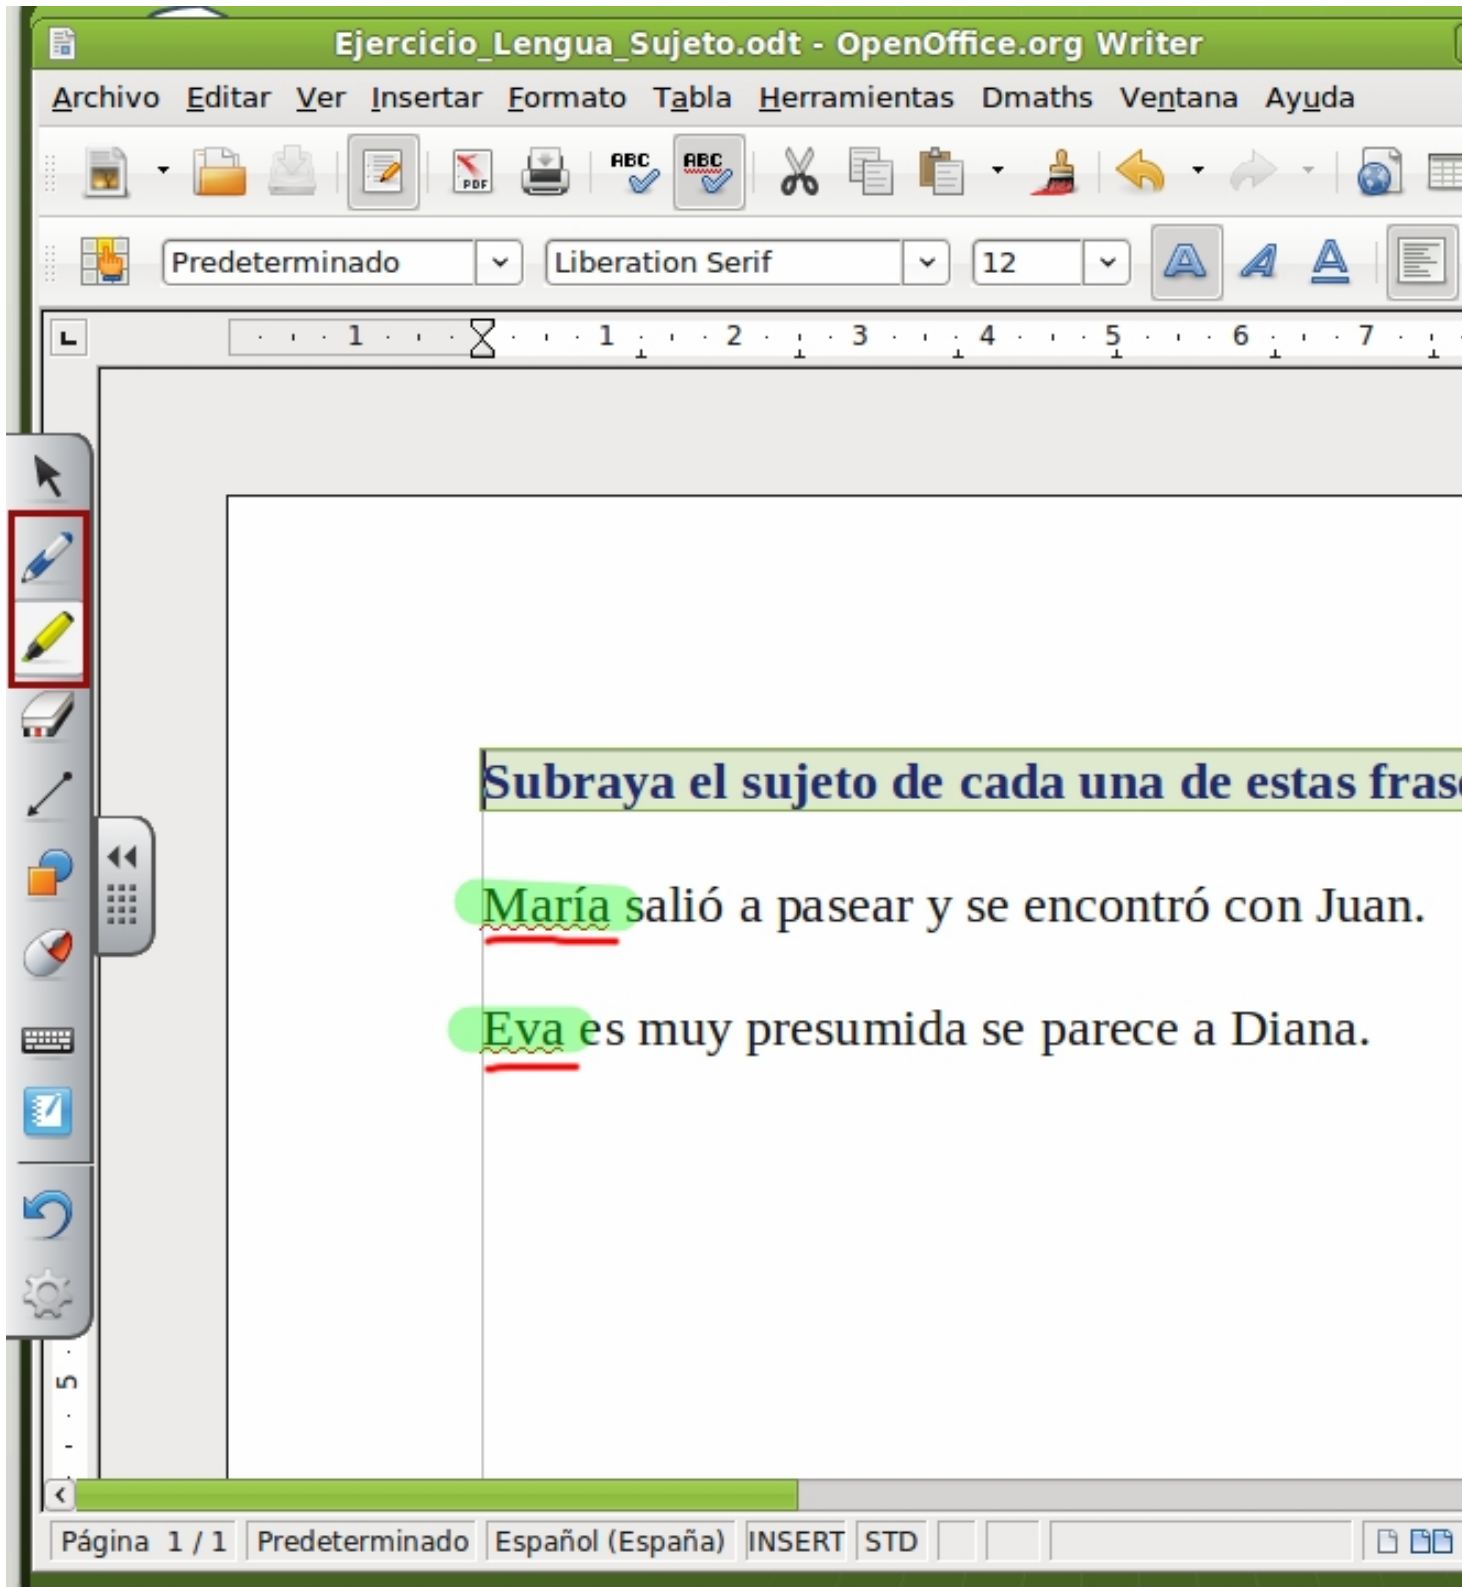 Ejercicio_Lengua_Sujeto.odt - OpenOffice.org Writer
Archivo Editar Ver Insertar Formato Tabla Herramientas Dmaths Ventana Ayuda
PDF ABC ABC
Predeterminado Liberation Serif 12 A A A
1 1 2 3 4 5 6 7
Subraya el sujeto de cada una de estas
María salió a pasear y se encontró con Juan.
Eva es muy presumida se parece a Diana.
5
Página 1 / 1 Predeterminado Español (España) INSERT STD